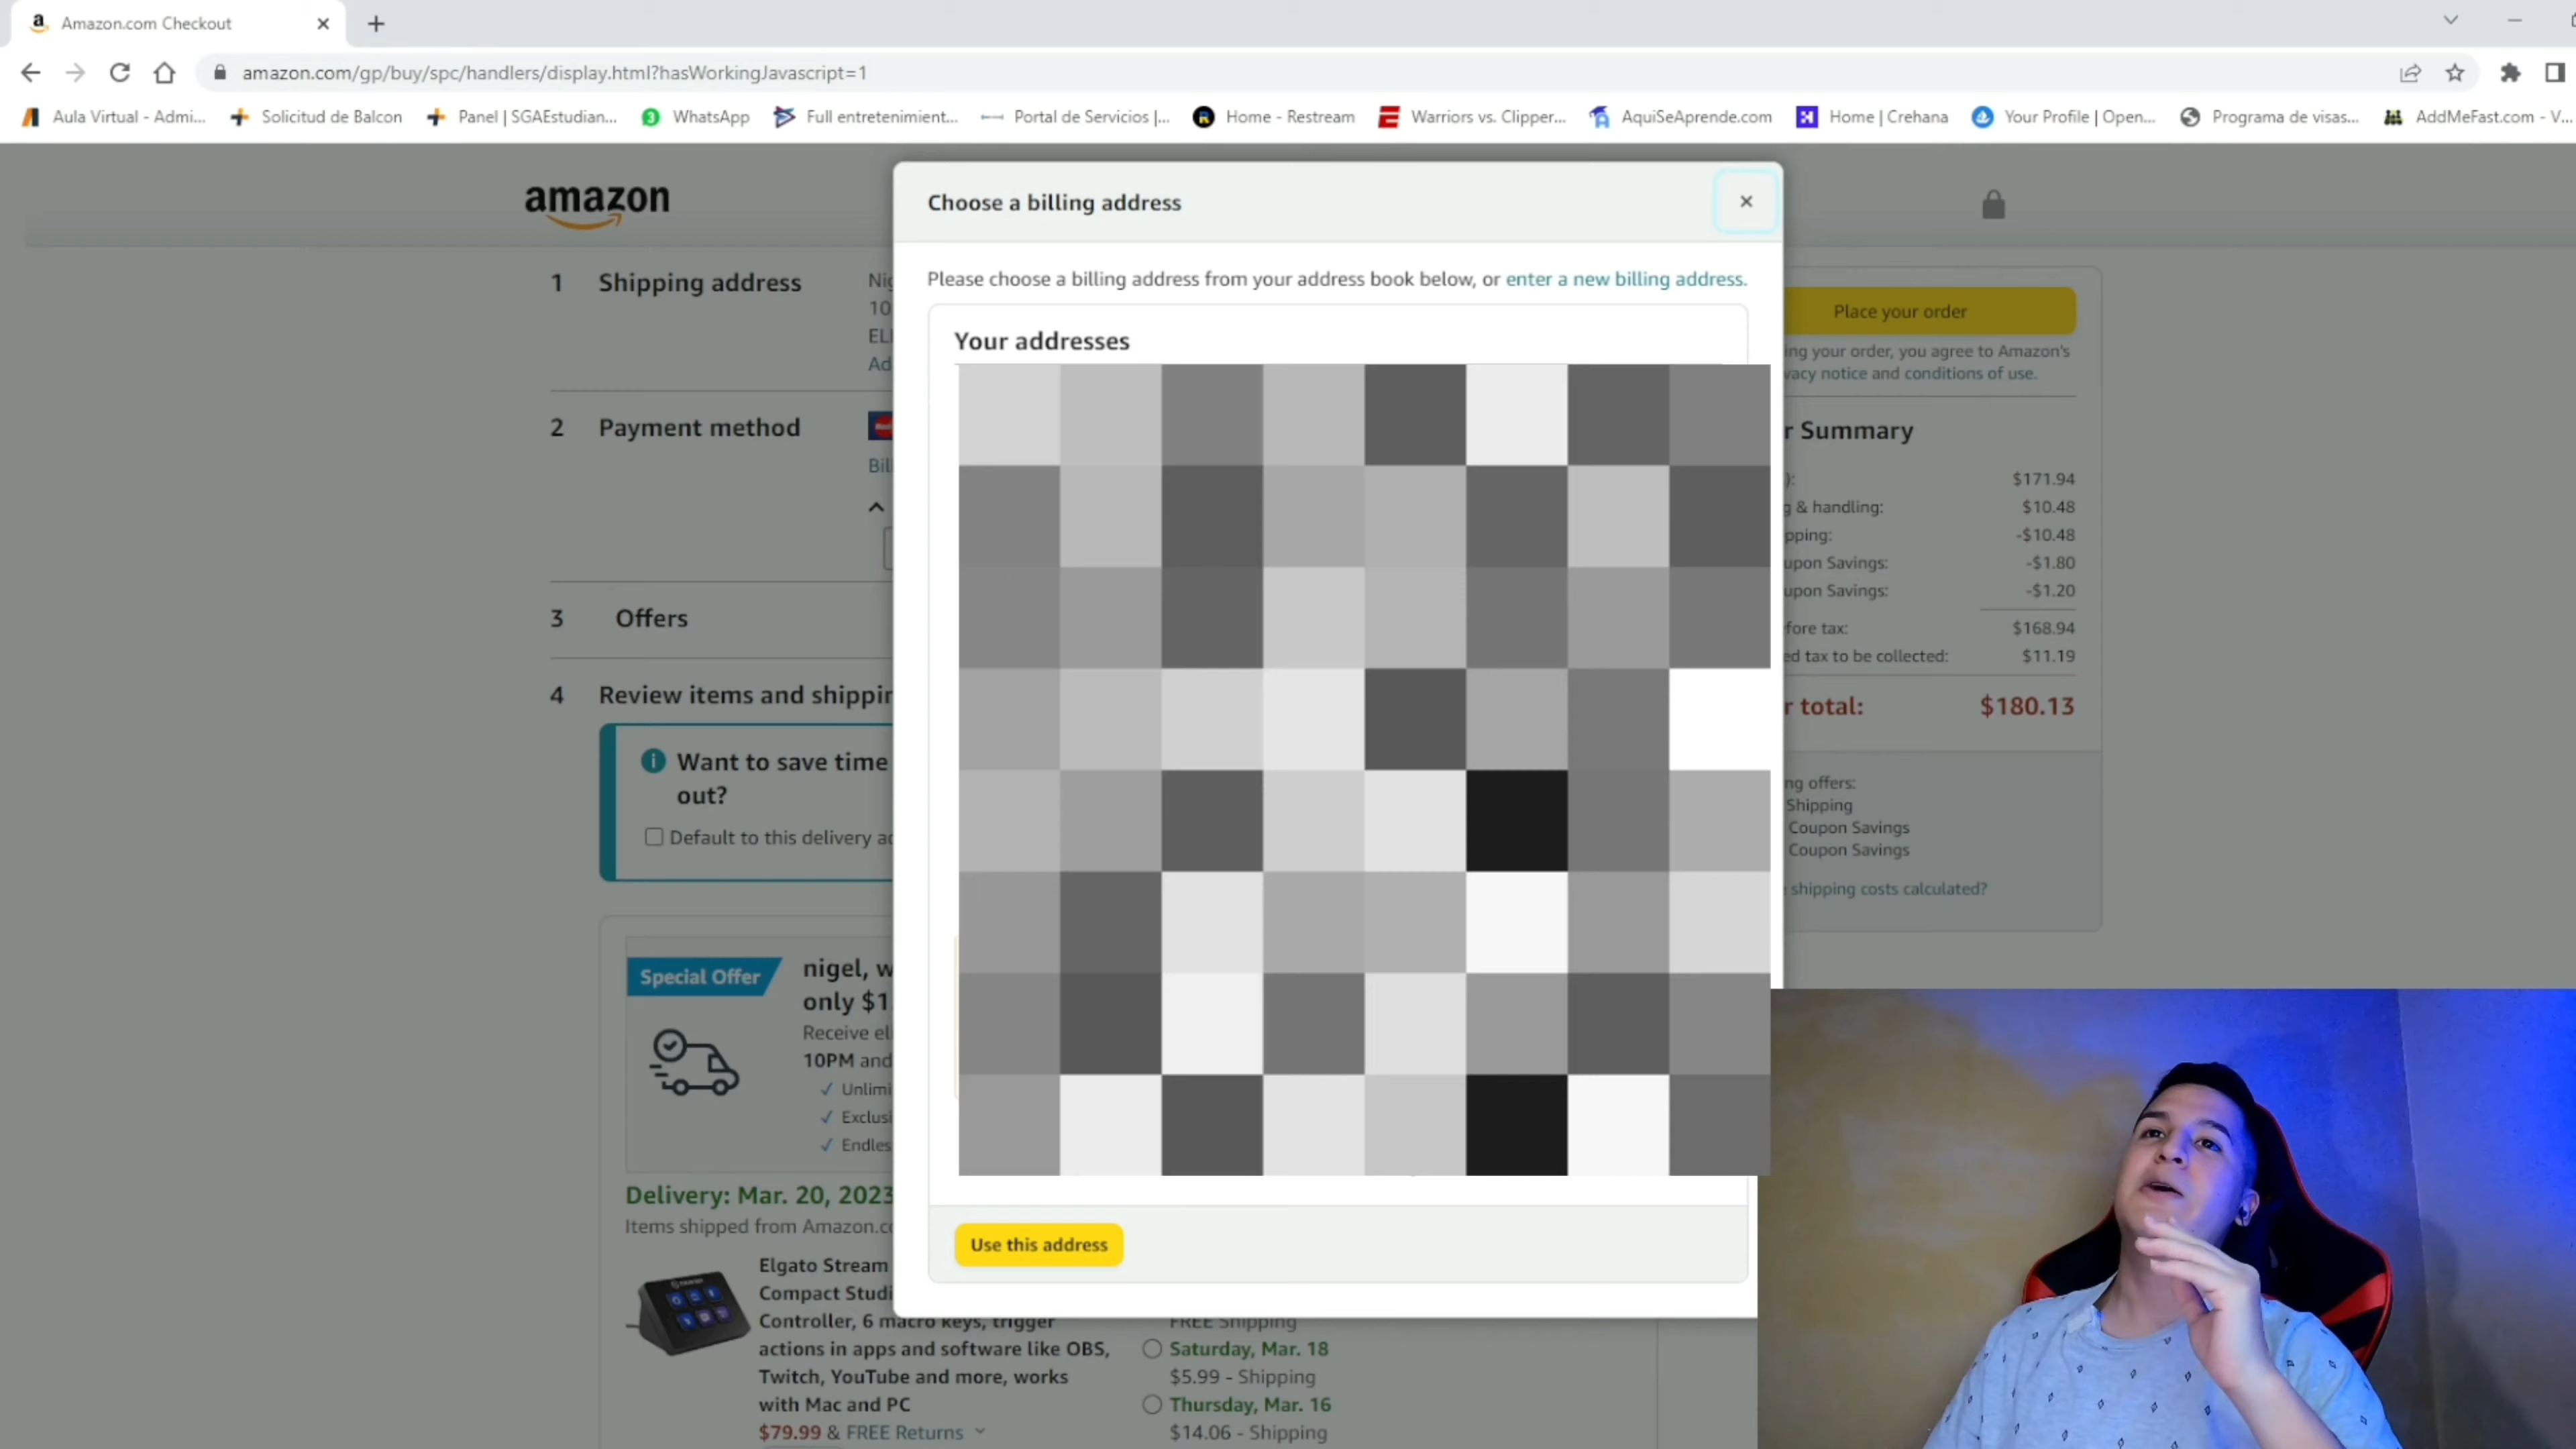 Amazon.com Checkout
amazon.com/gp/buy/spc/handlers/display.html?hasWorkingJavascript=1
Aula Virtual - Admi...
Solicitud de Balcon
Panel | SGAEstudian...
WhatsApp
Full entretenimient...
Portal de Servicios |...
Home - Restream
Warriors vs. Clipper...
AquiSeAprende.com
Home | Crehana
Your Profile | Open...
Programa de visas...
AddMeFast.com - V...
amazon
Choose a billing address
Please choose a billing address from your address book below, or enter a new billing address.
Your addresses
Use this address
1 Shipping address
Nig
10
ELI
Ad
2 Payment method
Bil
3 Offers
4 Review items and shippin
Want to save time
out?
Default to this delivery ad
Special Offer
nigel, w
only $1
Receive el
10PM and
Unlimi
Exclusi
Endles
Delivery: Mar. 20, 2023
Items shipped from Amazon.co
Elgato Stream
Compact Studi
Controller, 6 macro keys, trigger
actions in apps and software like OBS,
Twitch, YouTube and more, works
with Mac and PC
$79.99 & FREE Returns
FREE Shipping
Saturday, Mar. 18
$5.99 - Shipping
Thursday, Mar. 16
$14.06 - Shipping
Place your order
ing your order, you agree to Amazon's
vacy notice and conditions of use.
r Summary
): $171.94
g & handling: $10.48
pping: -$10.48
upon Savings: -$1.80
upon Savings: -$1.20
fore tax: $168.94
ed tax to be collected: $11.19
r total: $180.13
ng offers:
Shipping
Coupon Savings
Coupon Savings
shipping costs calculated?